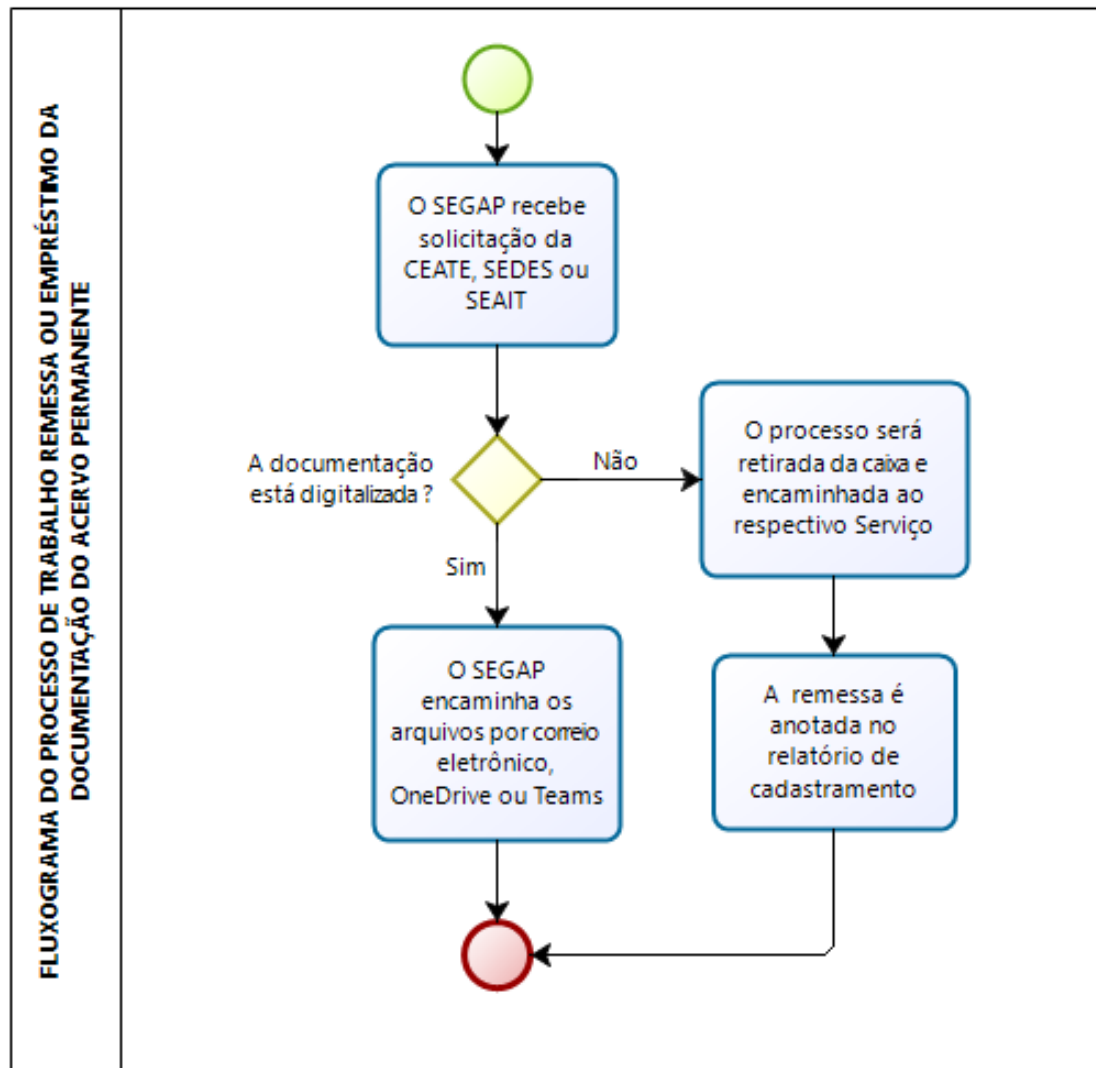 FLUXOGRAMA DO PROCESSO DE TRABALHO REMESSA OU EMPRÉSTIMO DA
DOCUMENTAÇÃO DO ACERVO PERMANENTE
O SEGAP recebe
solicitação da
CEATE, SEDES ou
SEAIT
A documentação
está digitalizada ?
Não
O processo será
retirada da caixa e
encaminhada ao
respectivo Serviço
Sim
O SEGAP
encaminha os
arquivos por correio
eletrônico,
OneDrive ou Teams
A remessa é
anotada no
relatório de
cadastramento